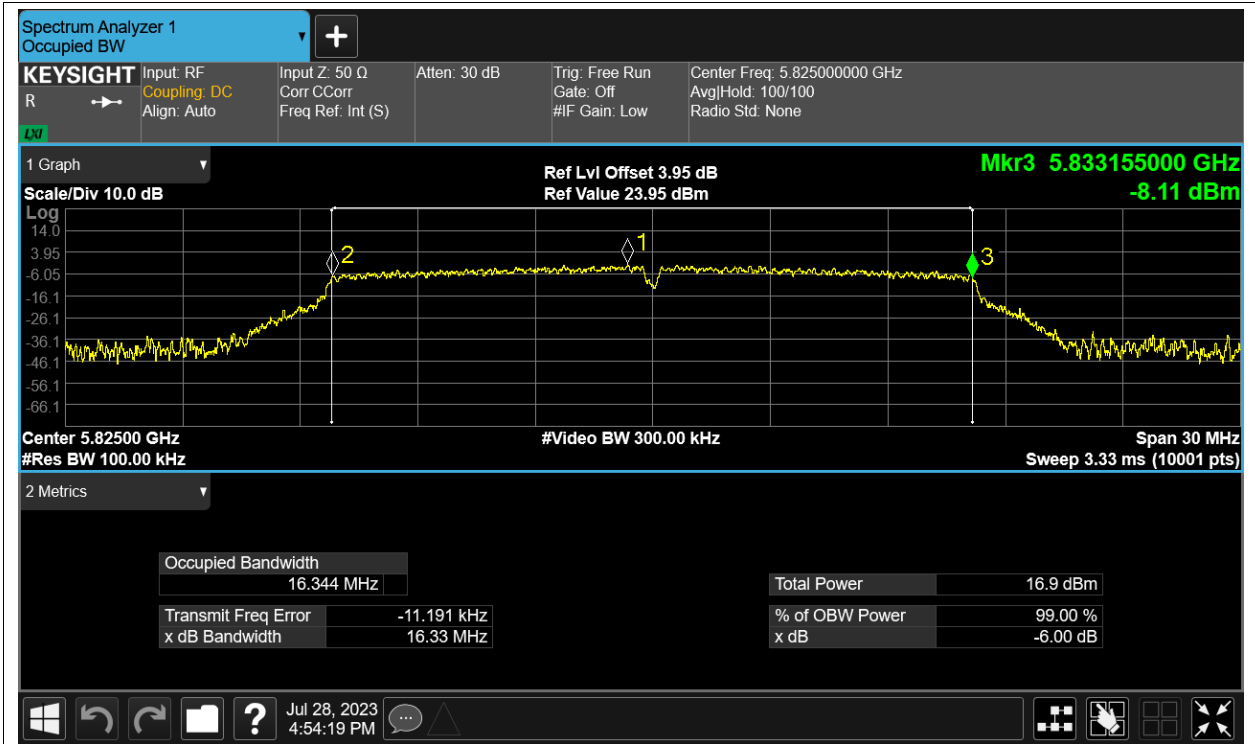 Spectrum Analyzer 1
Occupied BW
+
KEYSIGHT Input: RF Input Z: 50 Ω Atten: 30 dB Trig: Free Run Center Freq: 5.825000000 GHz
R Coupling: DC Corr CCorr Gate: Off Avg|Hold: 100/100
Align: Auto Freq Ref: Int (S) #IF Gain: Low Radio Std: None
LXI
1 Graph Ref Lvl Offset 3.95 dB Mkr3 5.833155000 GHz
Scale/Div 10.0 dB Ref Value 23.95 dBm -8.11 dBm
Log
14.0
3.95
-6.05
-16.1
-26.1
-36.1
-46.1
-56.1
-66.1
2 1 3
Center 5.82500 GHz #Video BW 300.00 kHz Span 30 MHz
#Res BW 100.00 kHz Sweep 3.33 ms (10001 pts)
2 Metrics
Occupied Bandwidth
16.344 MHz Total Power 16.9 dBm
Transmit Freq Error -11.191 kHz % of OBW Power 99.00 %
x dB Bandwidth 16.33 MHz x dB -6.00 dB
? Jul 28, 2023
4:54:19 PM